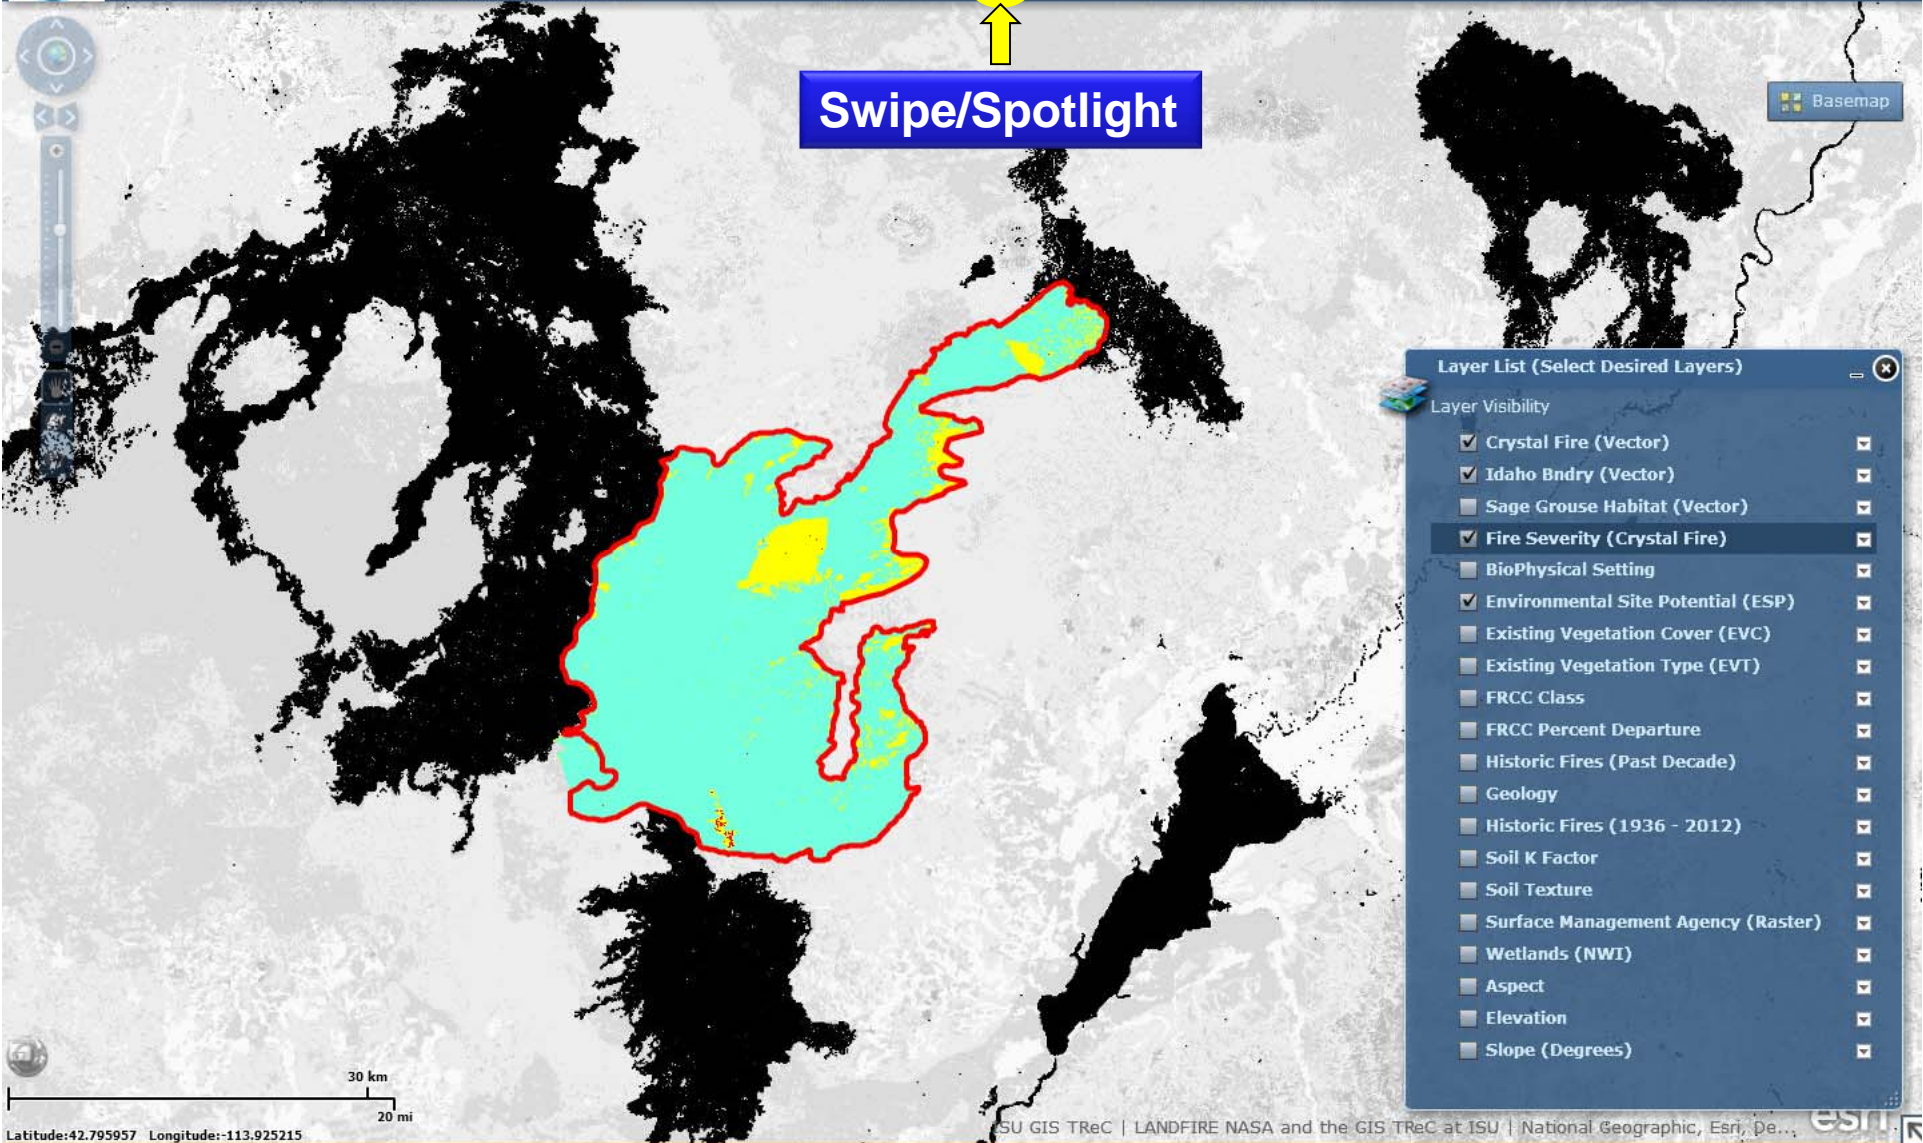 Swipe/Spotlight
Basemap
Layer List (Select Desired Layers)
Layer Visibility
Crystal Fire (Vector)
Idaho Bndry (Vector)
Sage Grouse Habitat (Vector)
Fire Severity (Crystal Fire)
BioPhysical Setting
Environmental Site Potential (ESP)
Existing Vegetation Cover (EVC)
Existing Vegetation Type (EVT)
FRCC Class
FRCC Percent Departure
Historic Fires (Past Decade)
Geology
Historic Fires (1936 - 2012)
Soil K Factor
Soil Texture
Surface Management Agency (Raster)
Wetlands (NWI)
Aspect
Elevation
Slope (Degrees)
30 km
20 mi
Latitude:42.795957 Longitude:-113.925215
ISU GIS TReC | LANDFIRE NASA and the GIS TReC at ISU | National Geographic, Esri, De...
esri